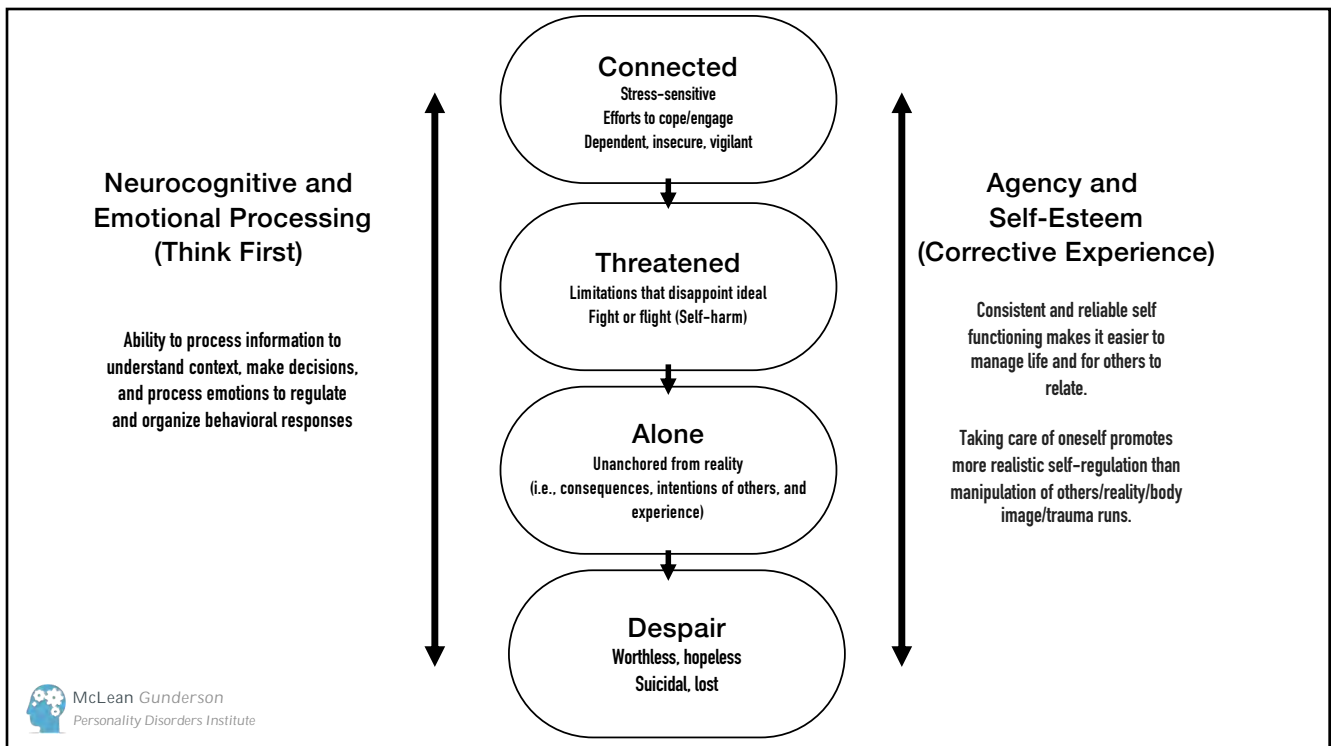 Connected
Stress-sensitive
Efforts to cope/engage
Dependent, insecure, vigilant
Neurocognitive and
Emotional Processing
(Think First)
Ability to process information to
understand context, make decisions,
and process emotions to regulate
and organize behavioral responses
Threatened
Limitations that disappoint ideal
Fight or flight (Self-harm)
Alone
Unanchored from reality
(i.e., consequences, intentions of others, and
experience)
Despair
Worthless, hopeless
Suicidal, lost
Agency and
Self-Esteem
(Corrective Experience)
Consistent and reliable self
functioning makes it easier to
manage life and for others to
relate.
Taking care of oneself promotes
more realistic self-regulation than
manipulation of others/reality/body
image/trauma runs.
McLean Gunderson
Personality Disorders Institute